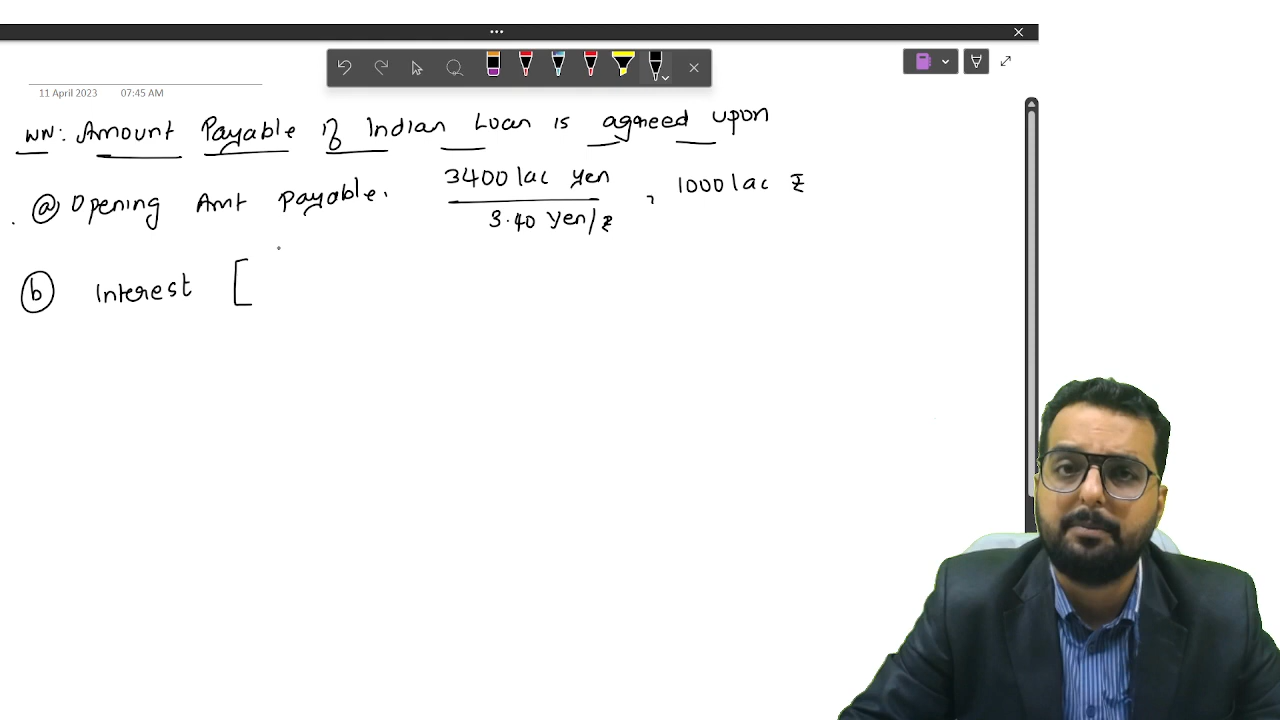 11 April 2023 07:45 AM
WN: Amount Payable if Indian Loan is agreed upon
ⓐ Opening Amt Payable. 3400 lac yen , 1000 lac ₹
3.40 Yen/₹
ⓑ Interest [